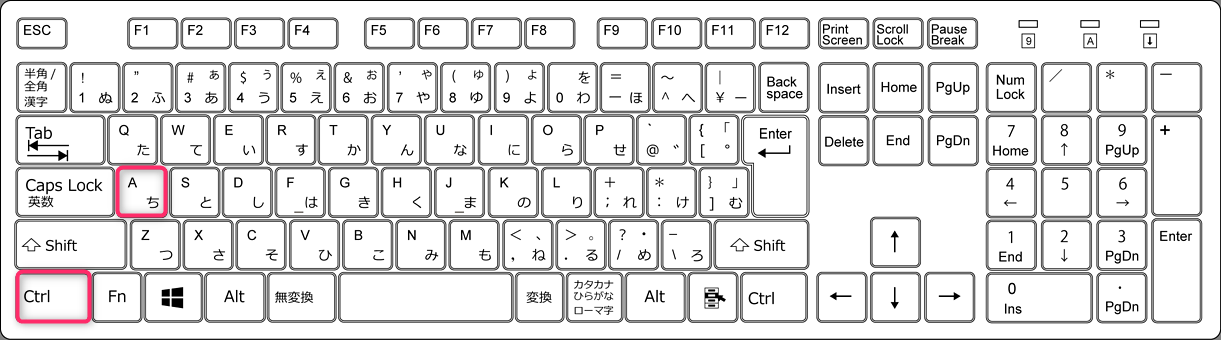 ESC F1 F2 F3 F4 F5 F6 F7 F8 F9 F10 F11 F12 Print Screen Scroll Lock Pause Break 9 A ⬇
半角/全角 漢字 ! 1 ぬ " 2 ふ # ぁ 3 あ $ ぅ 4 う % ぇ 5 え & ぉ 6 お ' ゃ 7 や ( ゅ 8 ゆ ) ょ 9 よ を 0 わ = ー ほ ～ ^ へ | ¥ ー Back space Insert Home PgUp Num Lock ／ ＊ ー
Tab Q た W て E い R す T か Y ん U な I に O ら P せ ` @ ゛ { 「 [ ゜ Enter Delete End PgDn 7 Home 8 ↑ 9 PgUp +
Caps Lock 英数 A ち S と D し F _は G き H く J _ま K の L り + ; れ * : け } 」 ] む 4 ← 5 6 →
⇧ Shift Z つ X さ C そ V ひ B こ N み M も < 、 , ね > 。 . る ? ・ / め _ \ ろ ⇧ Shift ↑ 1 End 2 ↓ 3 PgDn Enter
Ctrl Fn Alt 無変換 変換 カタカナ ひらがな ローマ字 Alt Ctrl ← ↓ → 0 Ins . PgDn